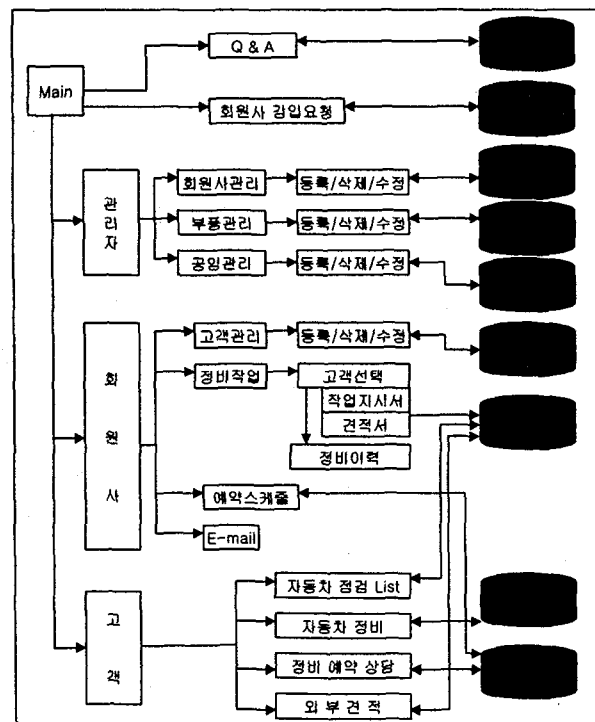 Q & A
Main
회원사 강입요청
관리자
회원사관리
등록/삭제/수정
부품관리
등록/삭제/수정
공임관리
등록/삭제/수정
회원사
고객관리
등록/삭제/수정
정비작업
고객선택
작업지시서
견적서
정비이력
예약스케줄
E-mail
고객
자동차 점검 List
자동차 정비
정비 예약 상담
외 부 견 적